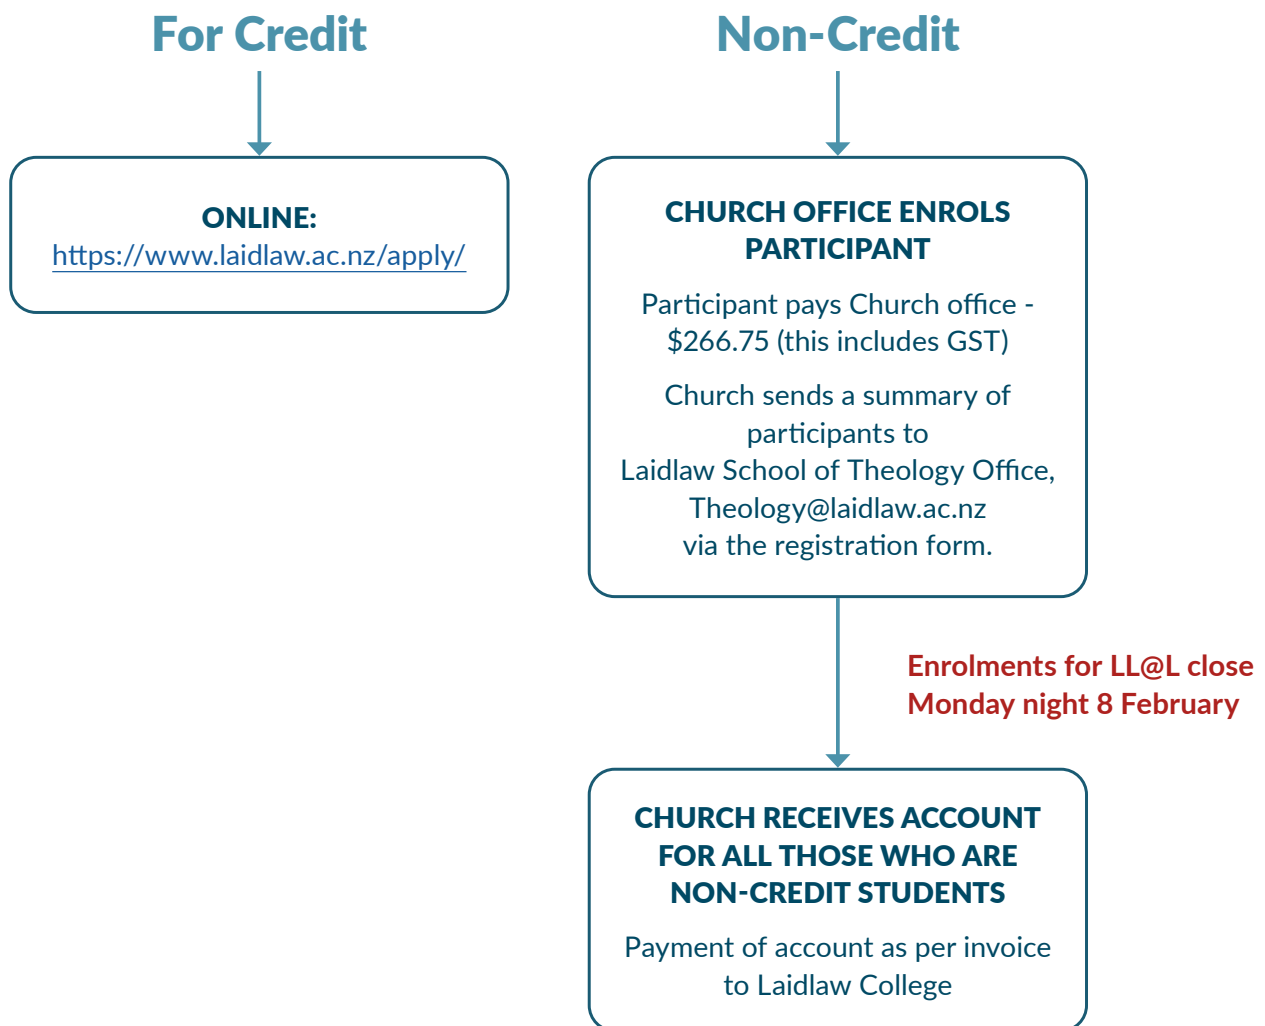 For Credit
Non-Credit
ONLINE:
https://www.laidlaw.ac.nz/apply/
CHURCH OFFICE ENROLS
PARTICIPANT
Participant pays Church office -
$266.75 (this includes GST)
Church sends a summary of
participants to
Laidlaw School of Theology Office,
Theology@laidlaw.ac.nz
via the registration form.
Enrolments for LL@L close
Monday night 8 February
CHURCH RECEIVES ACCOUNT
FOR ALL THOSE WHO ARE
NON-CREDIT STUDENTS
Payment of account as per invoice
to Laidlaw College